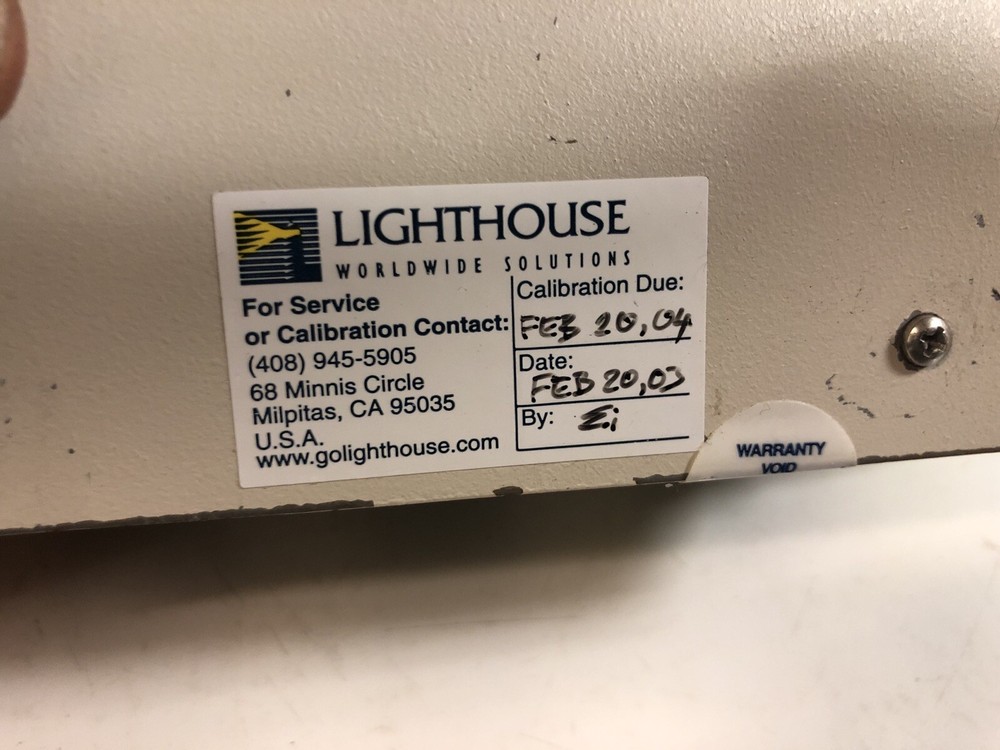 LIGHTHOUSE
WORLDWIDE SOLUTIONS
For Service
or Calibration Contact:
(408) 945-5905
68 Minnis Circle
Milpitas, CA 95035
U.S.A.
www.golighthouse.com
Calibration Due:
FEB 20, 04
Date:
FEB 20, 03
By:
WARRANTY
VOID